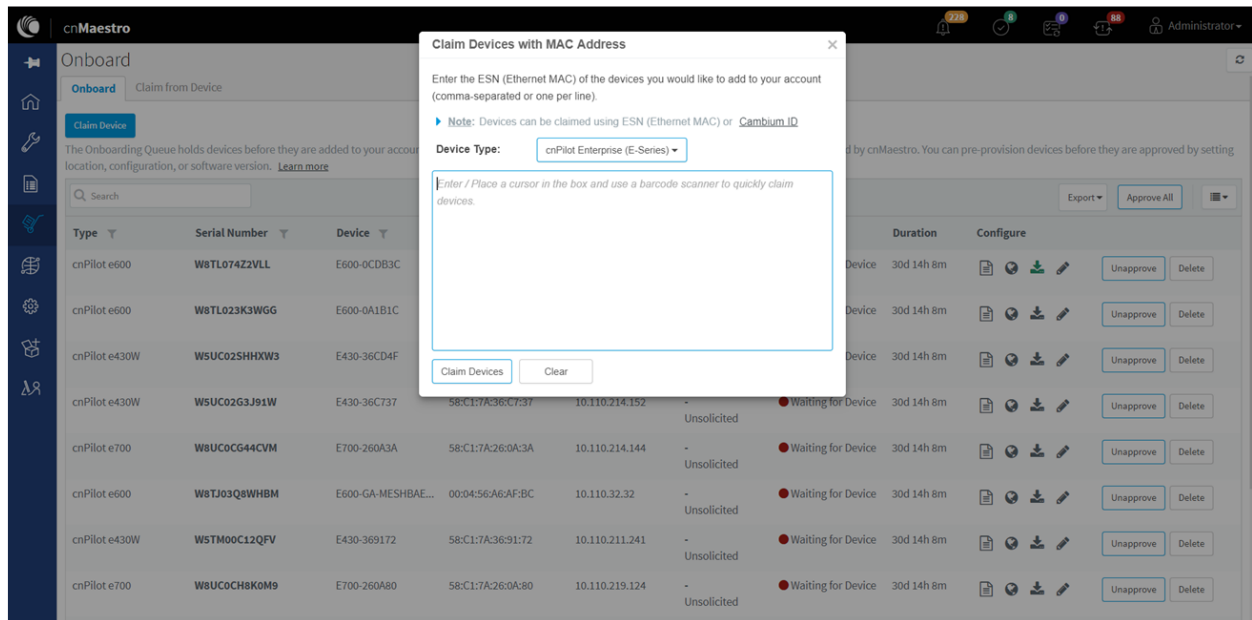 cnMaestro
228
8
0
88
Administrator
Onboard
Onboard
Claim from Device
Claim Device
The Onboarding Queue holds devices before they are added to your accour
d by cnMaestro. You can pre-provision devices before they are approved by setting
location, configuration, or software version. Learn more
Search
Export
Approve All
Type
Serial Number
Device
Duration
Configure
cnPilot e600
W8TL074Z2VLL
E600-0CDB3C
Device
30d 14h 8m
Unapprove
Delete
cnPilot e600
W8TL023K3WGG
E600-0A1B1C
Device
30d 14h 8m
Unapprove
Delete
cnPilot e430W
W5UC02SHHXW3
E430-36CD4F
Device
30d 14h 8m
Unapprove
Delete
cnPilot e430W
W5UC02G3J91W
E430-36C737
58:C1:7A:36:C7:37
10.110.214.152
-
Unsolicited
Waiting for Device
30d 14h 8m
Unapprove
Delete
cnPilot e700
W8UC0CG44CVM
E700-260A3A
58:C1:7A:26:0A:3A
10.110.214.144
-
Unsolicited
Waiting for Device
30d 14h 8m
Unapprove
Delete
cnPilot e600
W8TJ03Q8WHBM
E600-GA-MESHBAE...
00:04:56:A6:AF:BC
10.110.32.32
-
Unsolicited
Waiting for Device
30d 14h 8m
Unapprove
Delete
cnPilot e430W
W5TM00C12QFV
E430-369172
58:C1:7A:36:91:72
10.110.211.241
-
Unsolicited
Waiting for Device
30d 14h 8m
Unapprove
Delete
cnPilot e700
W8UC0CH8K0M9
E700-260A80
58:C1:7A:26:0A:80
10.110.219.124
-
Unsolicited
Waiting for Device
30d 14h 8m
Unapprove
Delete
Claim Devices with MAC Address
Enter the ESN (Ethernet MAC) of the devices you would like to add to your account
(comma-separated or one per line).
Note: Devices can be claimed using ESN (Ethernet MAC) or Cambium ID
Device Type:
cnPilot Enterprise (E-Series)
Enter / Place a cursor in the box and use a barcode scanner to quickly claim
devices.
Claim Devices
Clear